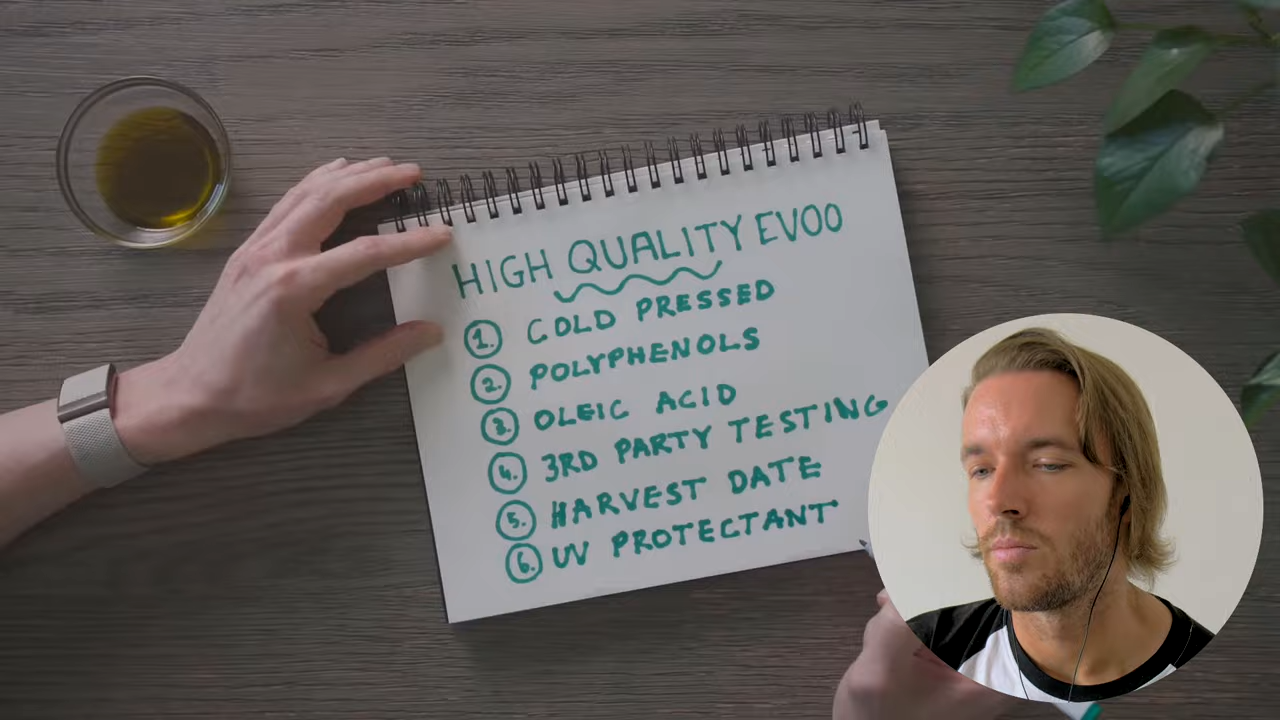 HIGH QUALITY EVOO
1. COLD PRESSED
2. POLYPHENOLS
3. OLEIC ACID
4. 3RD PARTY TESTING
5. HARVEST DATE
6. UV PROTECTANT